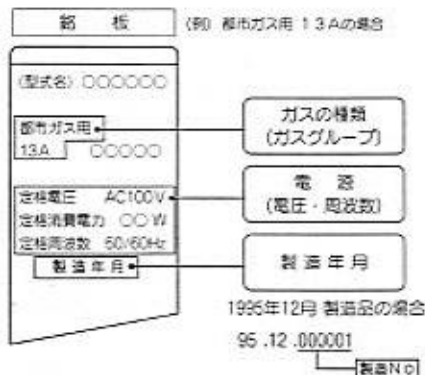 銘板
(例) 都市ガス用 13Aの場合
(型式名) ○○○○○○
都市ガス用
13A ○○○○○
ガスの種類
(ガスグループ)
定格電圧 AC100V
定格消費電力 ○○W
定格周波数 50/60Hz
電源
(電圧・周波数)
製造年月
製造年月
1995年12月 製造品の場合
95 .12 .000001
製造No